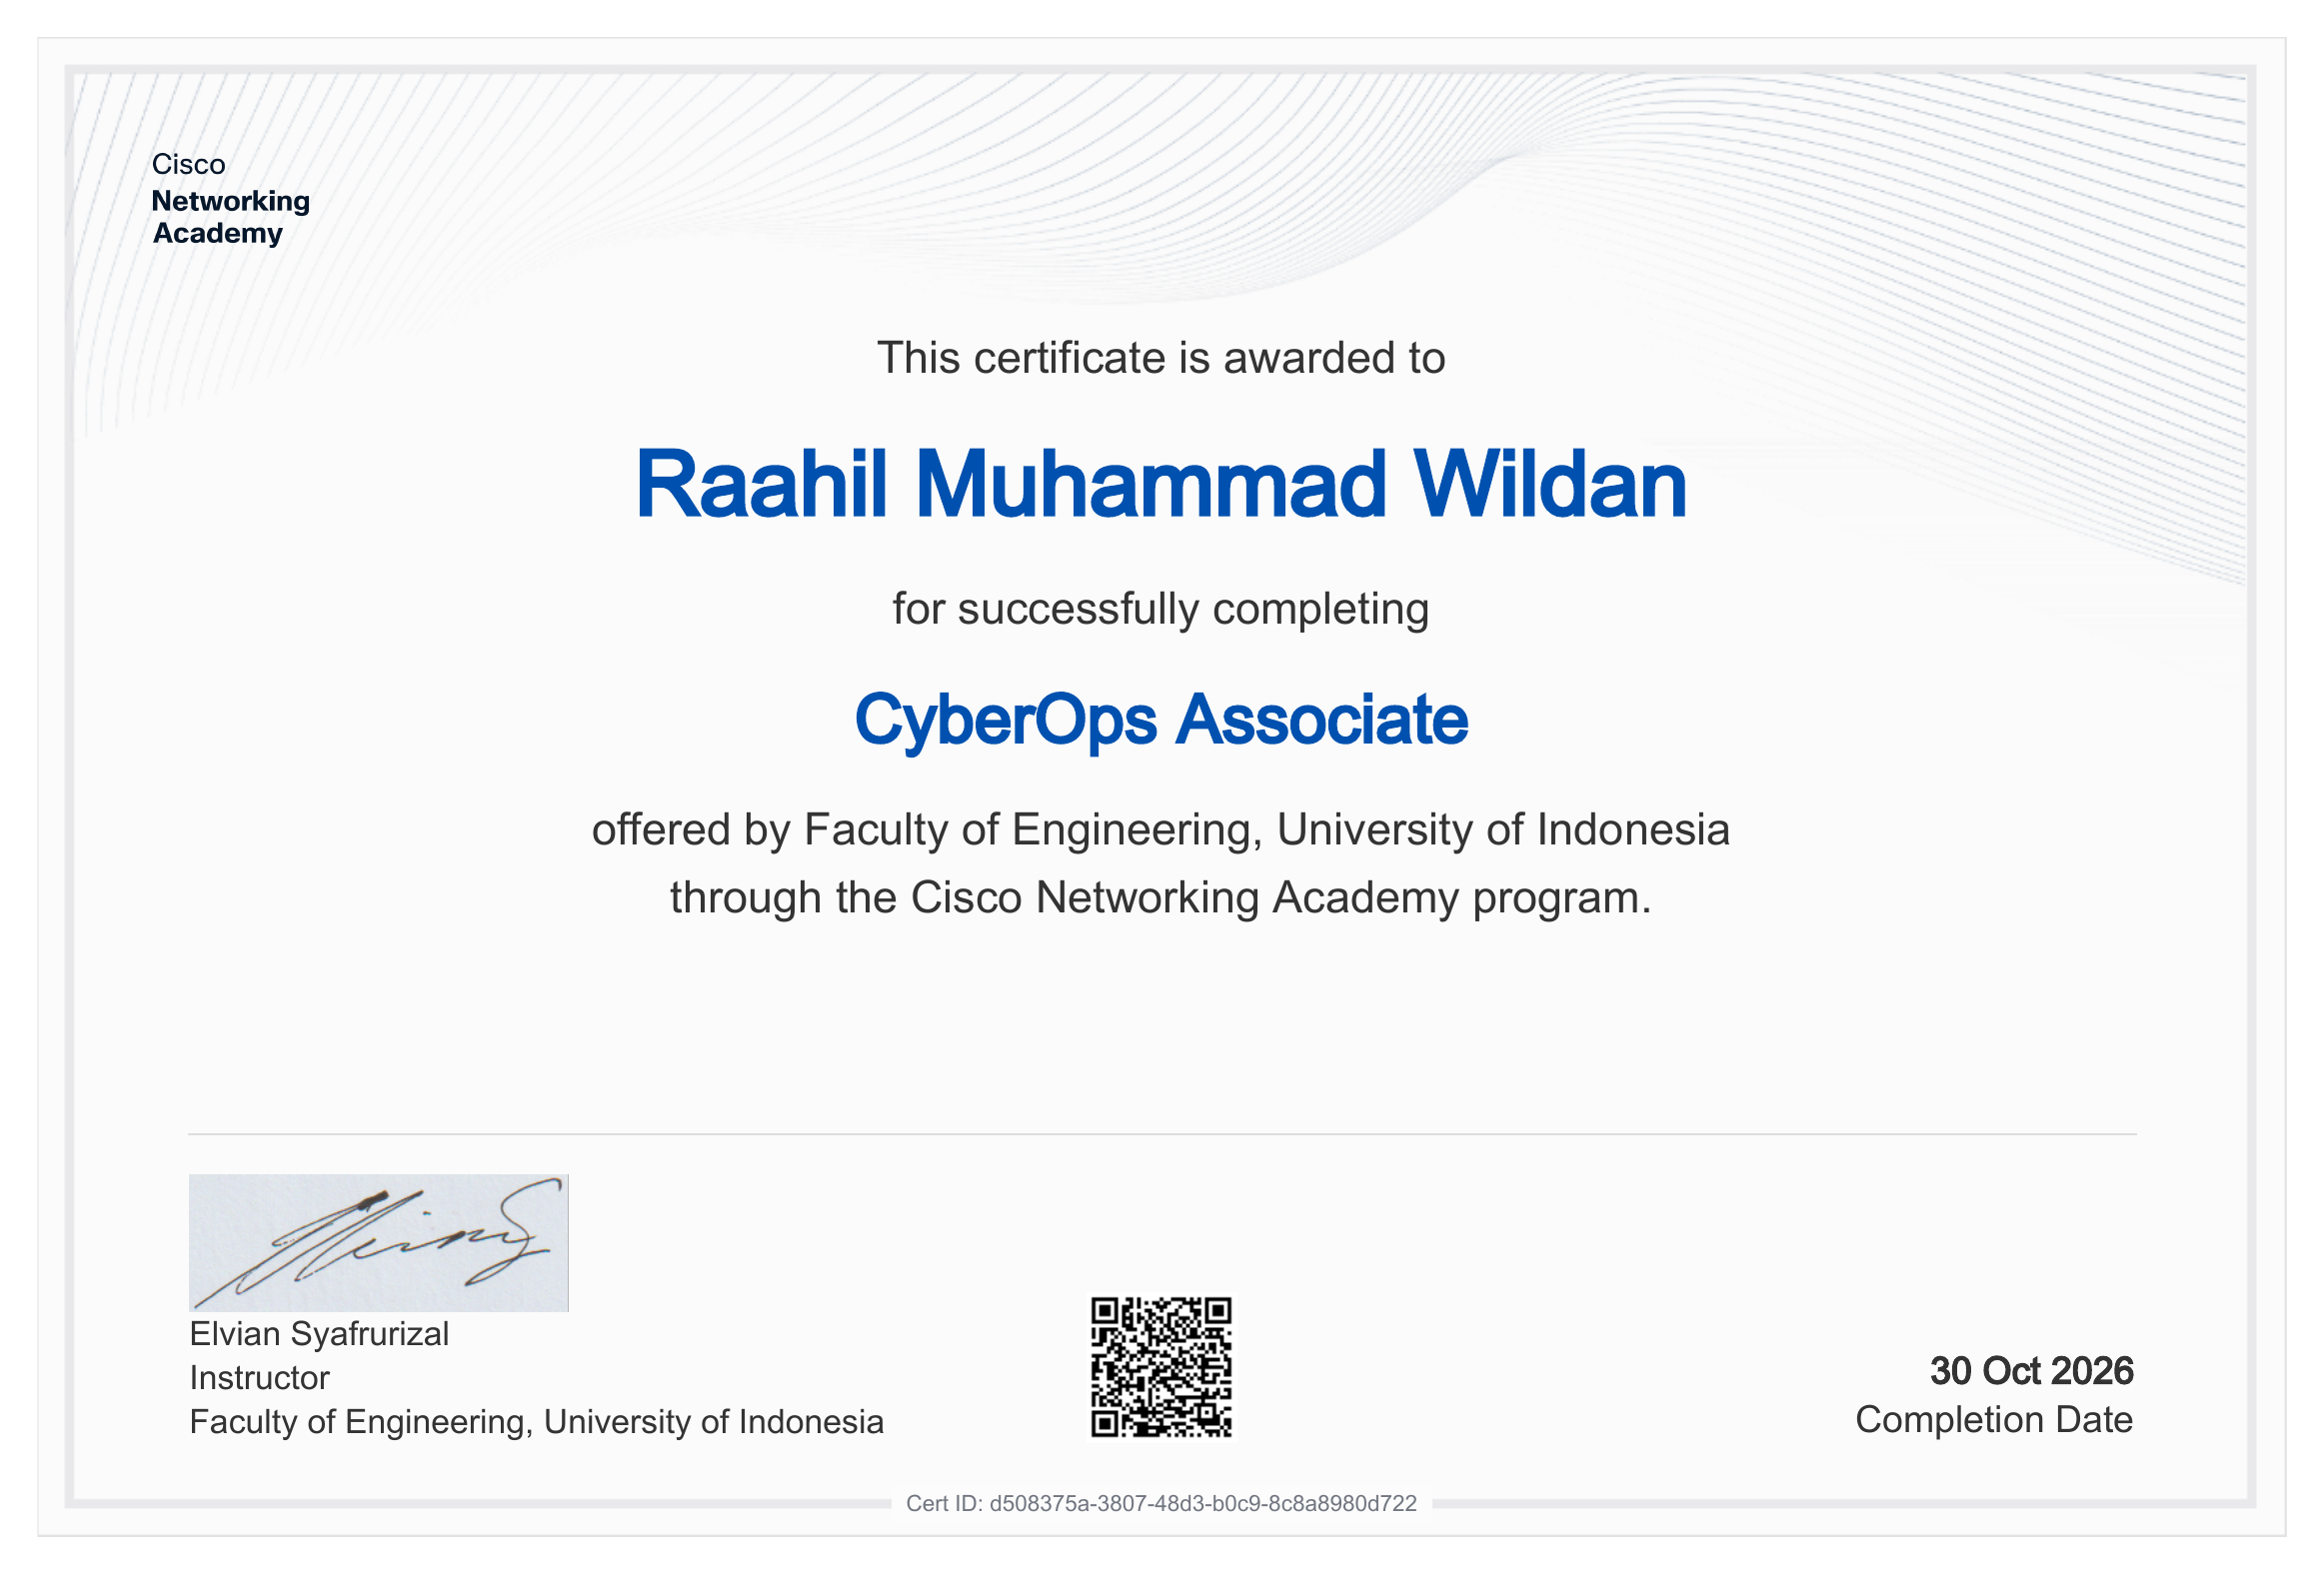 Cisco
Networking
Academy
This certificate is awarded to
Raahil Muhammad Wildan
for successfully completing
CyberOps Associate
offered by Faculty of Engineering, University of Indonesia
through the Cisco Networking Academy program.
Elvian Syafrurizal
Instructor
Faculty of Engineering, University of Indonesia
30 Oct 2026
Completion Date
Cert ID: d508375a-3807-48d3-b0c9-8c8a8980d722